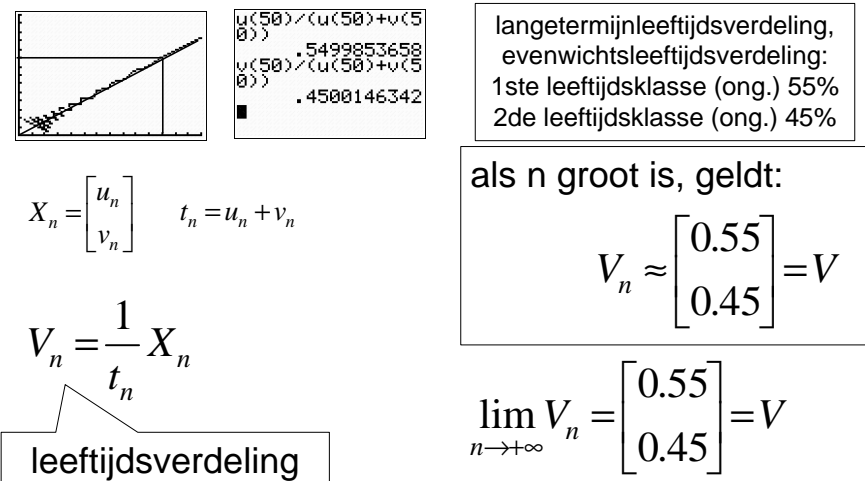 u(50)/(u(50)+v(5
0))
.5499853658
v(50)/(u(50)+v(5
0))
.4500146342
langetermijnleeftijdsverdeling,
evenwichtsleeftijdsverdeling:
1ste leeftijdsklasse (ong.) 55%
2de leeftijdsklasse (ong.) 45%
X_n = [u_n; v_n] t_n = u_n + v_n
V_n = 1/t_n X_n
leeftijdsverdeling
als n groot is, geldt:
V_n ≈ [0.55; 0.45] = V
lim n→+∞ V_n = [0.55; 0.45] = V